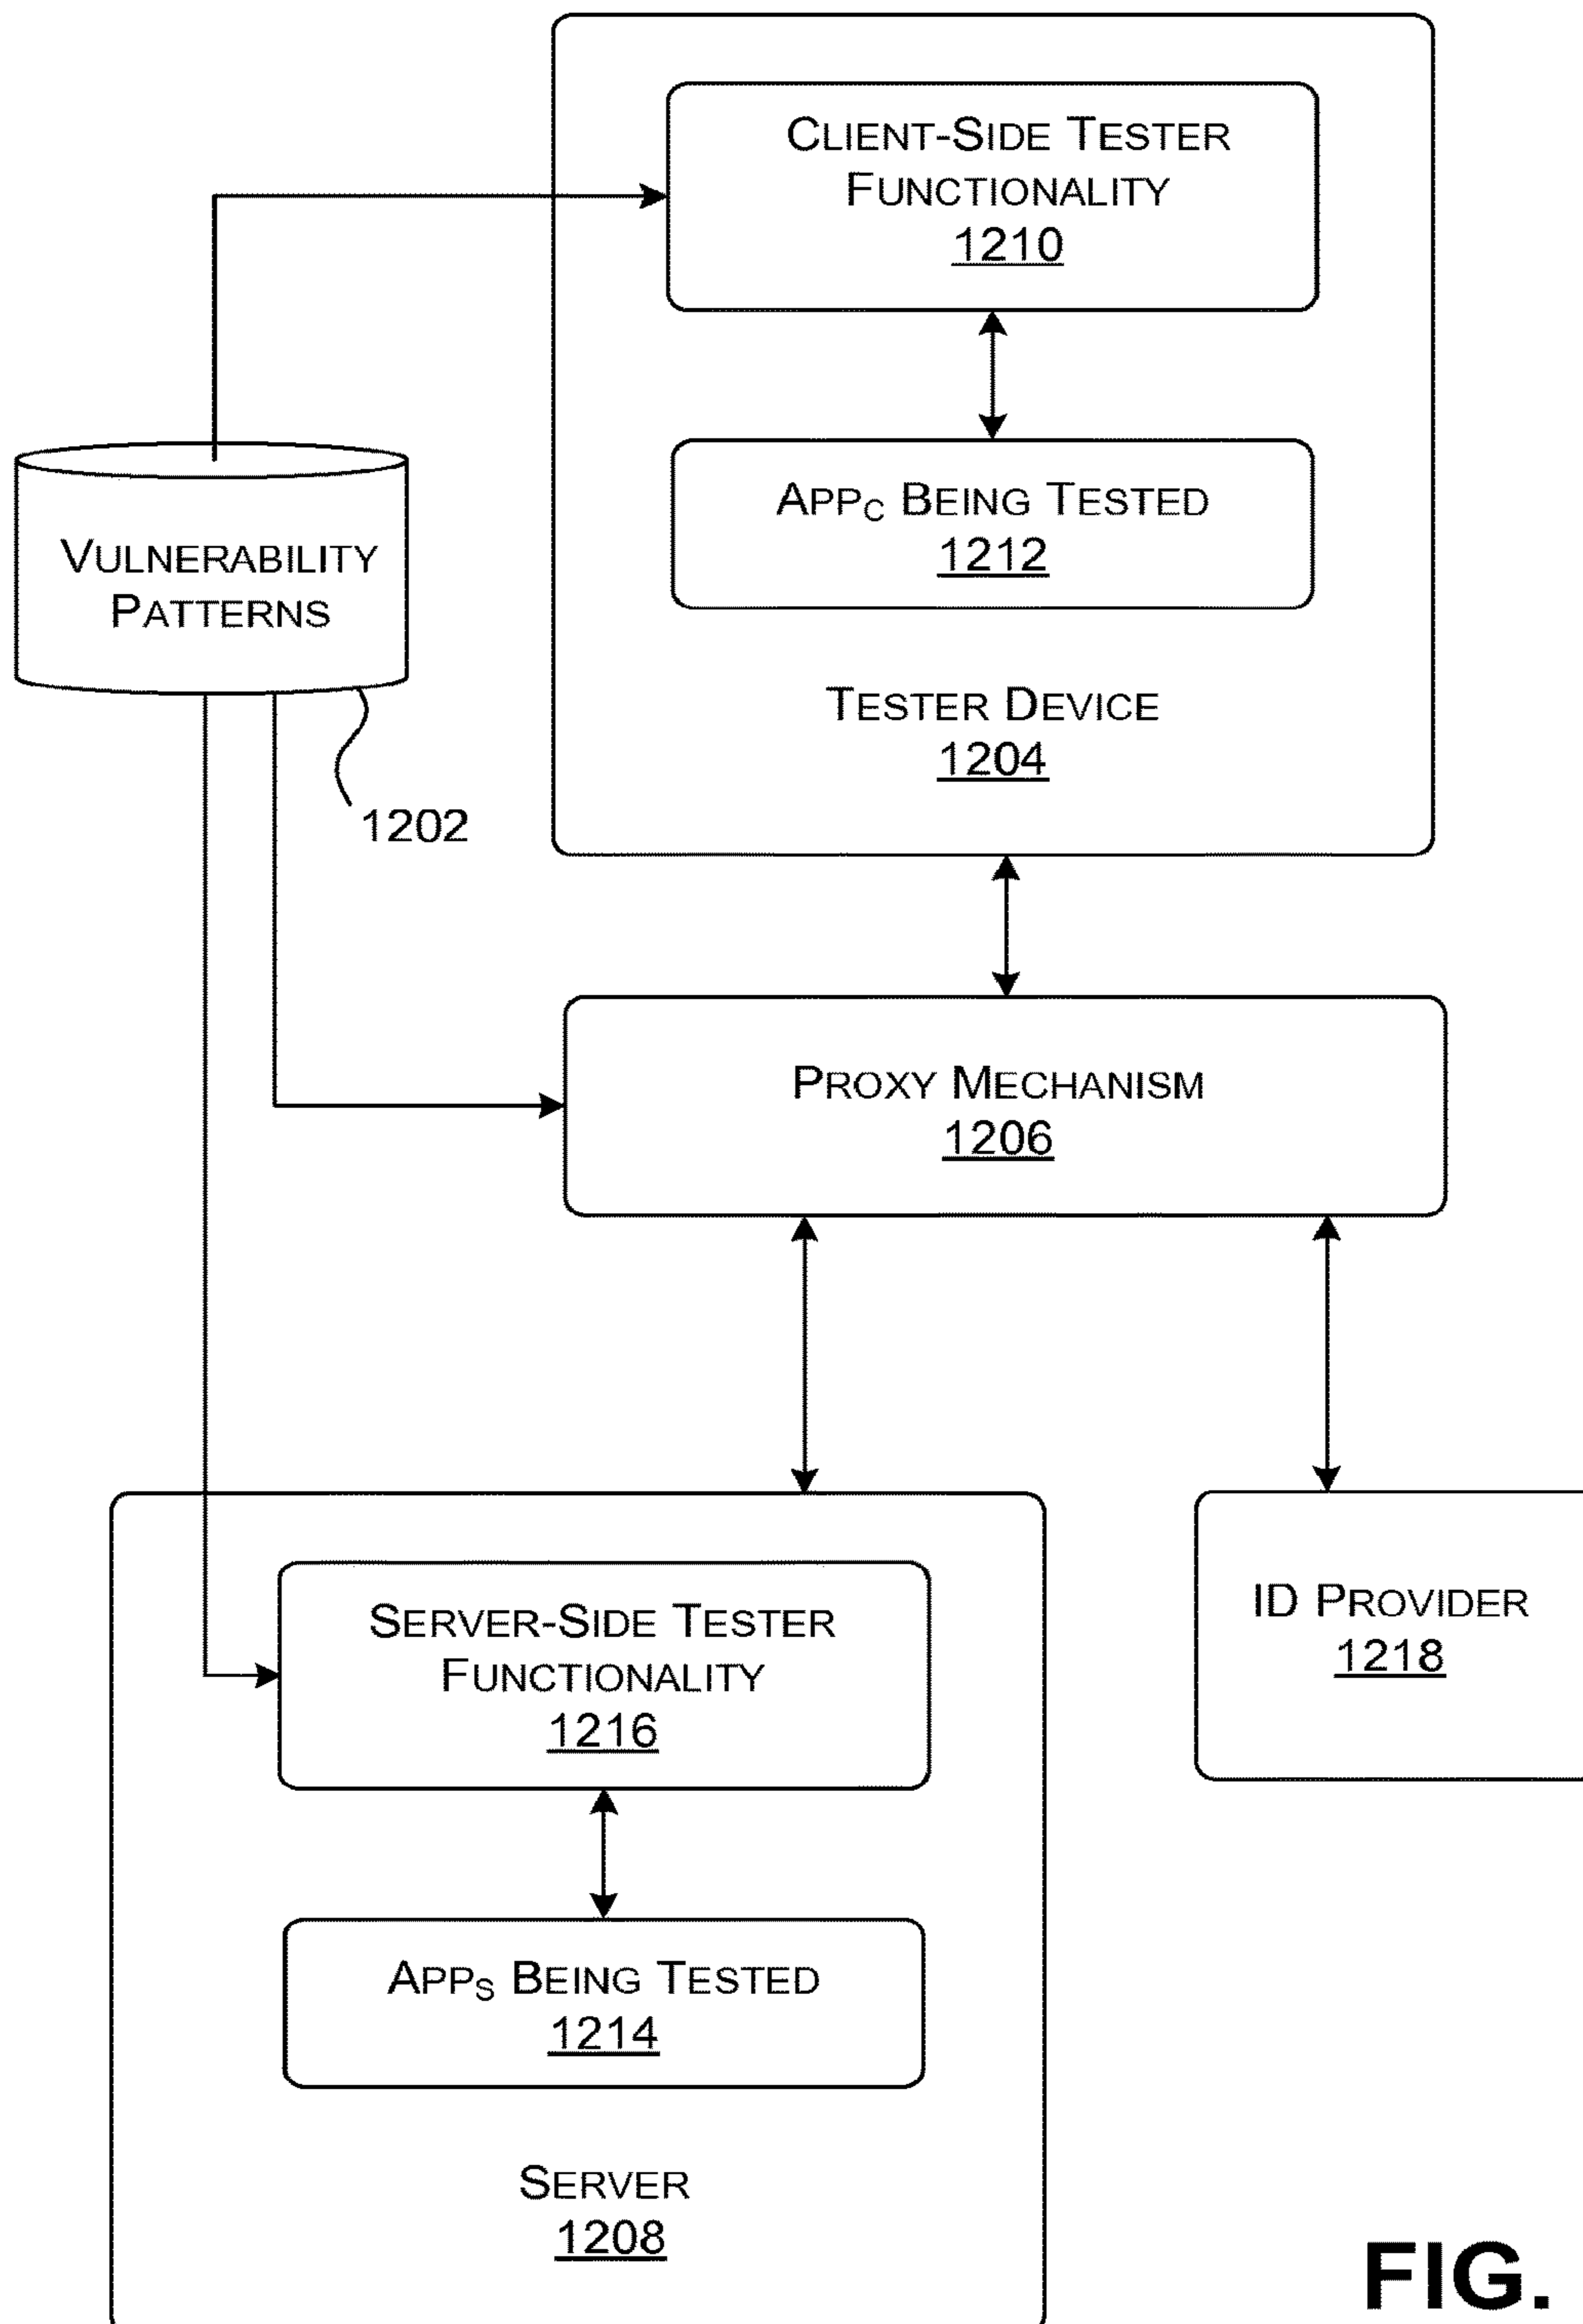 CLIENT-SIDE TESTER
FUNCTIONALITY
1210
APPC BEING TESTED
1212
VULNERABILITY
PATTERNS
TESTER DEVICE
1204
1202
PROXY MECHANISM
1206
SERVER-SIDE TESTER
FUNCTIONALITY
1216
ID PROVIDER
1218
APPS BEING TESTED
1214
SERVER
1208
FIG.